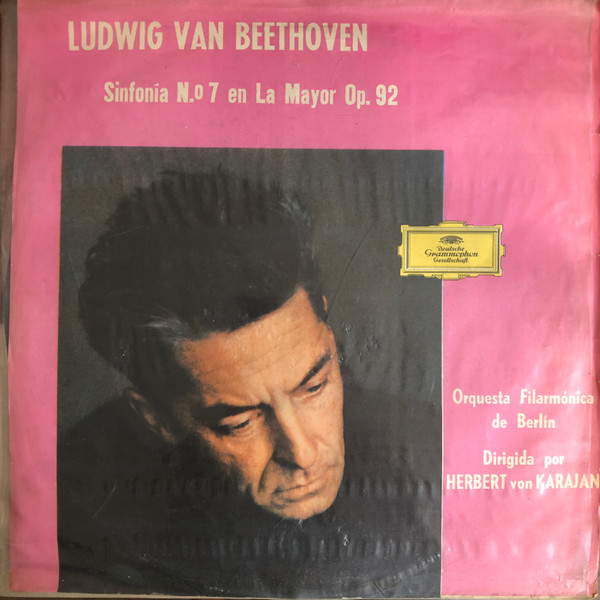 LUDWIG VAN BEETHOVEN
Sinfonía N.º 7 en La Mayor Op. 92
Deutsche
Grammophon
Gesellschaft
Orquesta Filarmónica
de Berlín
Dirigida por
HERBERT von KARAJAN